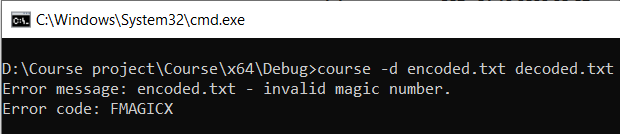 C:\Windows\System32\cmd.exe
D:\Course project\Course\x64\Debug>course -d encoded.txt decoded.txt
Error message: encoded.txt - invalid magic number.
Error code: FMAGICX